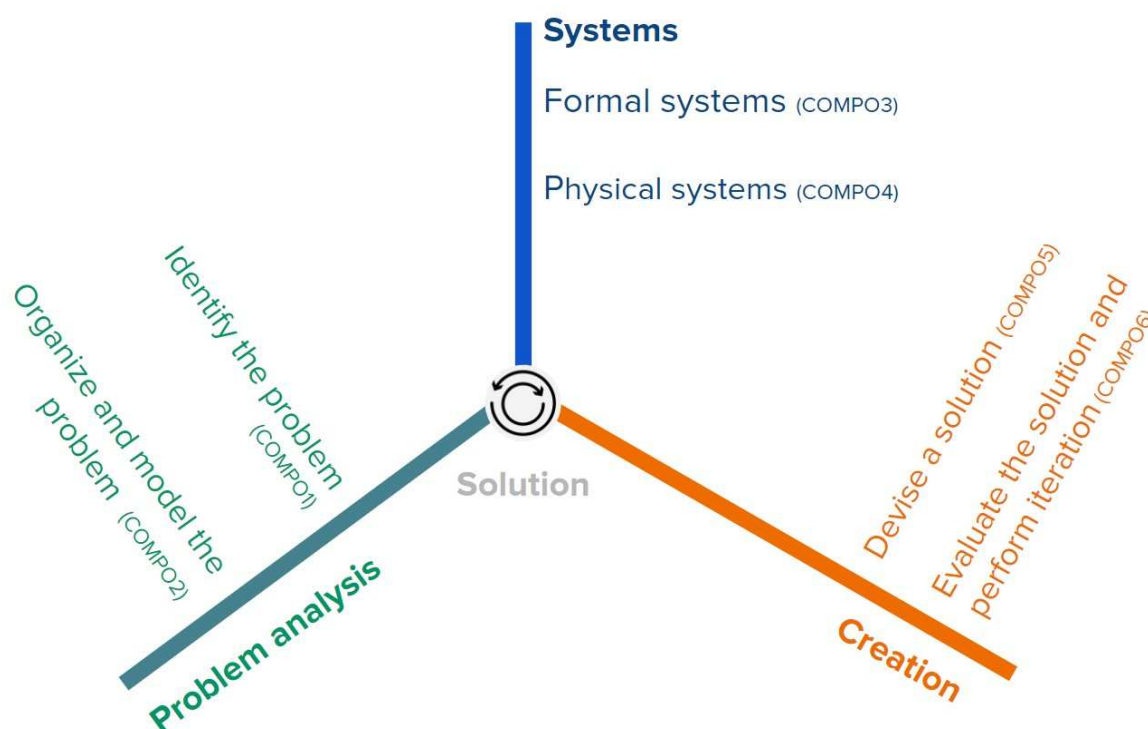 Systems
Formal systems (COMPO3)
Physical systems (COMPO4)
Identify the problem
(COMPO1)
Organize and model the
problem (COMPO2)
Problem analysis
Solution
Devise a solution (COMPO5)
Evaluate the solution and
perform iteration (COMPO6)
Creation